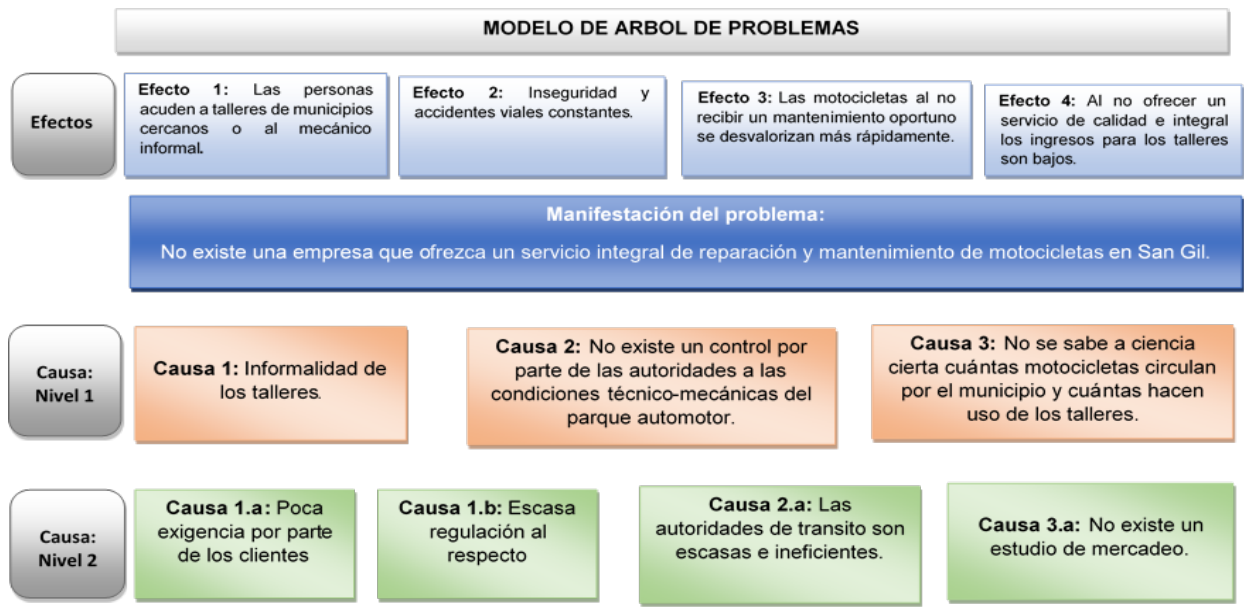 MODELO DE ARBOL DE PROBLEMAS
Efectos
Efecto 1: Las personas
acuden a talleres de municipios
cercanos o al mecánico
informal.
Efecto 2: Inseguridad y
accidentes viales constantes.
Efecto 3: Las motocicletas al no
recibir un mantenimiento oportuno
se desvalorizan más rápidamente.
Efecto 4: Al no ofrecer un
servicio de calidad e integral
los ingresos para los talleres
son bajos.
Manifestación del problema:
No existe una empresa que ofrezca un servicio integral de reparación y mantenimiento de motocicletas en San Gil.
Causa:
Nivel 1
Causa 1: Informalidad de
los talleres.
Causa 2: No existe un control por
parte de las autoridades a las
condiciones técnico-mecánicas del
parque automotor.
Causa 3: No se sabe a ciencia
cierta cuántas motocicletas circulan
por el municipio y cuántas hacen
uso de los talleres.
Causa:
Nivel 2
Causa 1.a: Poca
exigencia por parte
de los clientes
Causa 1.b: Escasa
regulación al
respecto
Causa 2.a: Las
autoridades de transito son
escasas e ineficientes.
Causa 3.a: No existe un
estudio de mercadeo.